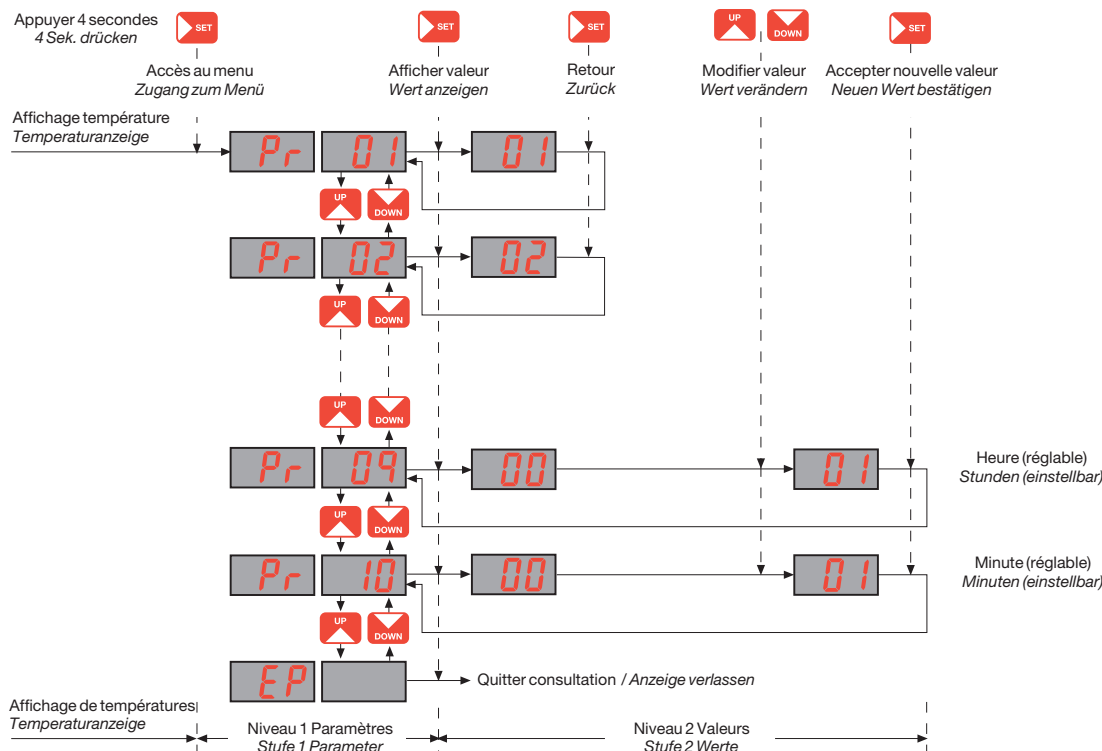 Appuyer 4 secondes
4 Sek. drücken
SET
SET
SET
UP
DOWN
SET
Accès au menu
Zugang zum Menü
Afficher valeur
Wert anzeigen
Retour
Zurück
Modifier valeur
Wert verändern
Accepter nouvelle valeur
Neuen Wert bestätigen
Affichage température
Temperaturanzeige
Pr 01 01
UP DOWN
Pr 02 02
UP DOWN
UP DOWN
Pr 09 00 01
Heure (réglable)
Stunden (einstellbar)
UP DOWN
Pr 10 00 01
Minute (réglable)
Minuten (einstellbar)
UP DOWN
EP
Quitter consultation / Anzeige verlassen
Affichage de températures
Temperaturanzeige
Niveau 1 Paramètres
Stufe 1 Parameter
Niveau 2 Valeurs
Stufe 2 Werte